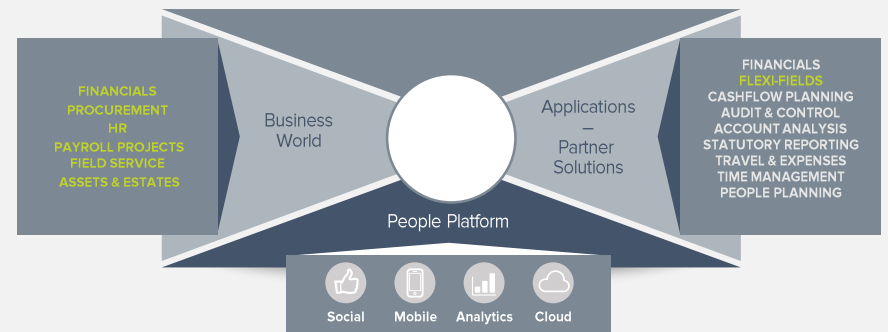 FINANCIALS
PROCUREMENT
HR
PAYROLL PROJECTS
FIELD SERVICE
ASSETS & ESTATES
Business
World
Applications
–
Partner
Solutions
FINANCIALS
FLEXI-FIELDS
CASHFLOW PLANNING
AUDIT & CONTROL
ACCOUNT ANALYSIS
STATUTORY REPORTING
TRAVEL & EXPENSES
TIME MANAGEMENT
PEOPLE PLANNING
People Platform
Social Mobile Analytics Cloud